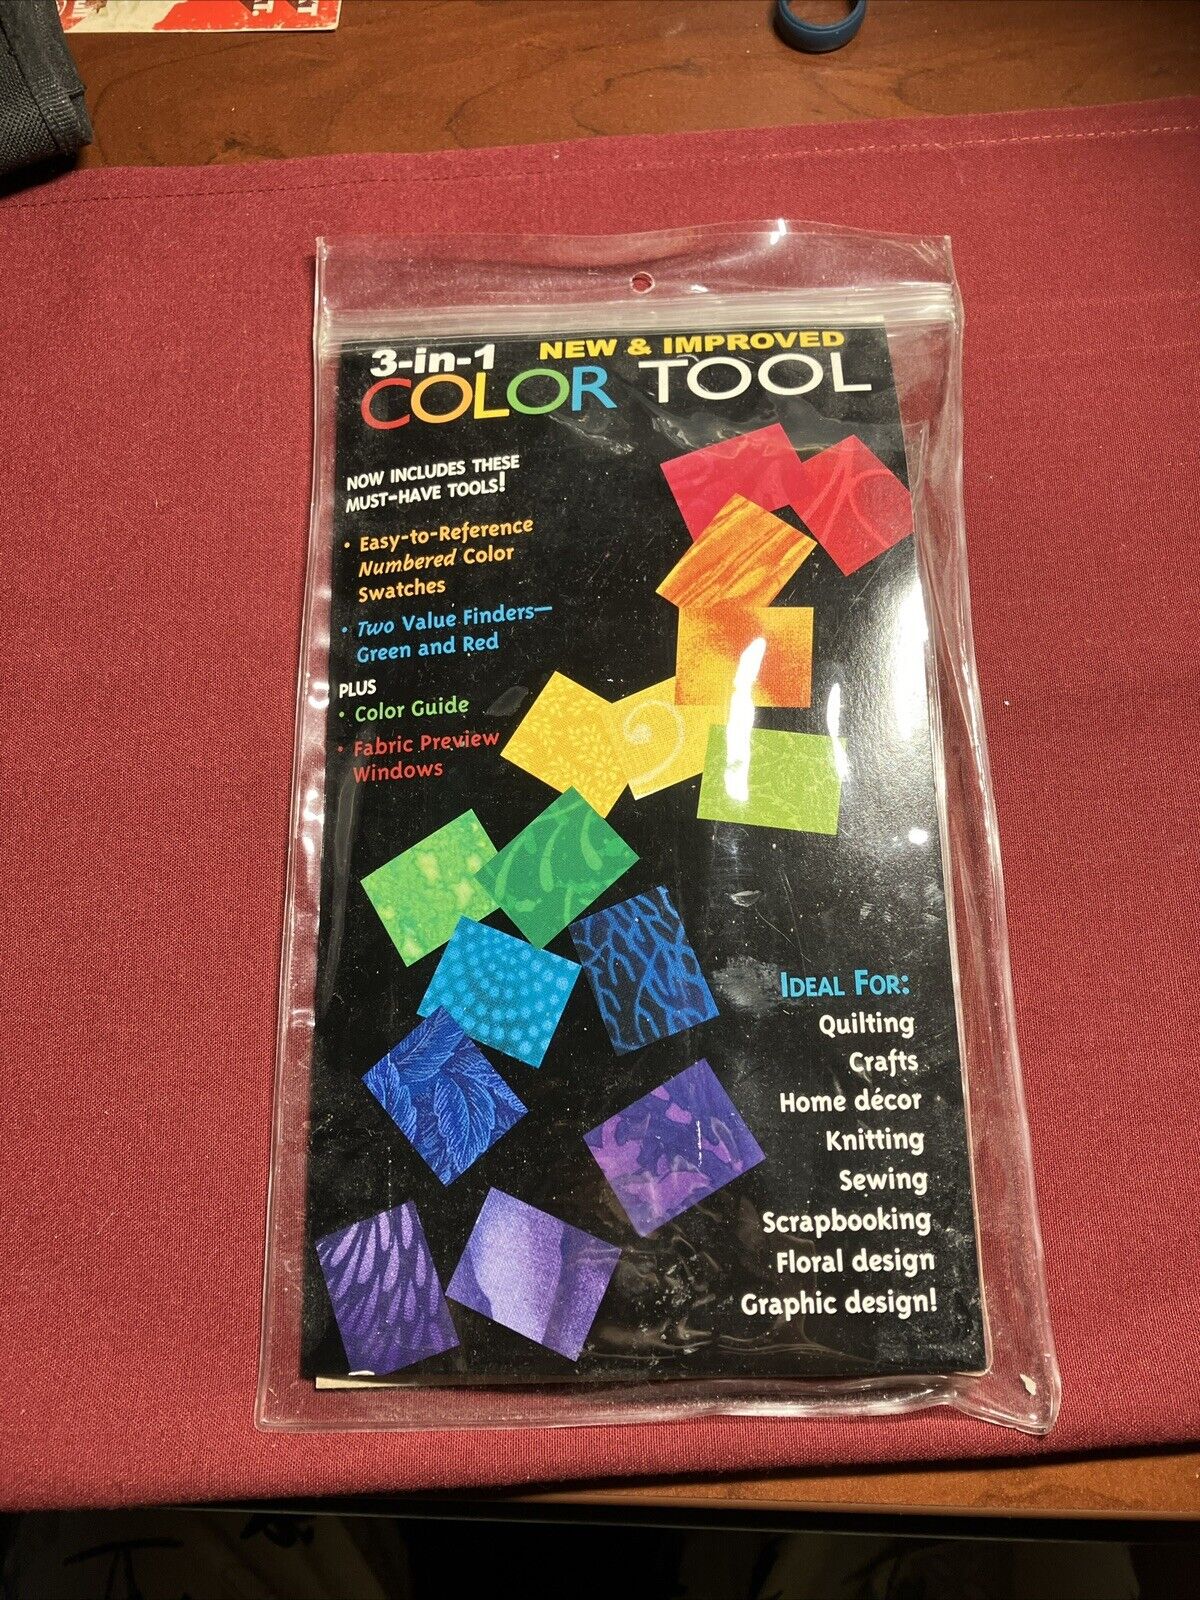 3-in-1 NEW & IMPROVED
COLOR TOOL
NOW INCLUDES THESE
MUST-HAVE TOOLS!
• Easy-to-Reference
Numbered Color
Swatches
• Two Value Finders—
Green and Red
PLUS
• Color Guide
• Fabric Preview
Windows
IDEAL FOR:
Quilting
Crafts
Home décor
Knitting
Sewing
Scrapbooking
Floral design
Graphic design!